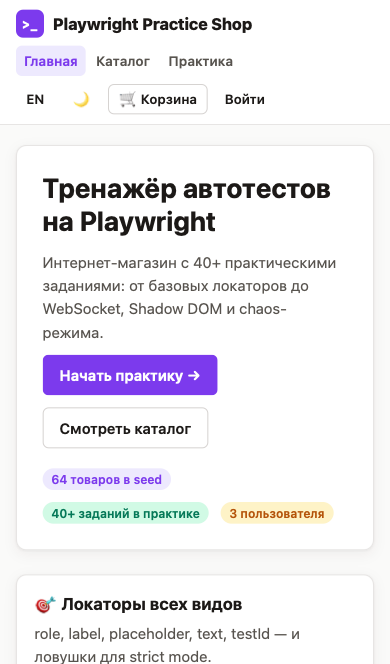 >_ Playwright Practice Shop
Главная Каталог Практика
EN 🌙 🛒 Корзина Войти
Тренажёр автотестов
на Playwright
Интернет-магазин с 40+ практическими
заданиями: от базовых локаторов до
WebSocket, Shadow DOM и chaos-
режима.
Начать практику →
Смотреть каталог
64 товаров в seed
40+ заданий в практике 3 пользователя
🎯 Локаторы всех видов
role, label, placeholder, text, testId — и
ловушки для strict mode.